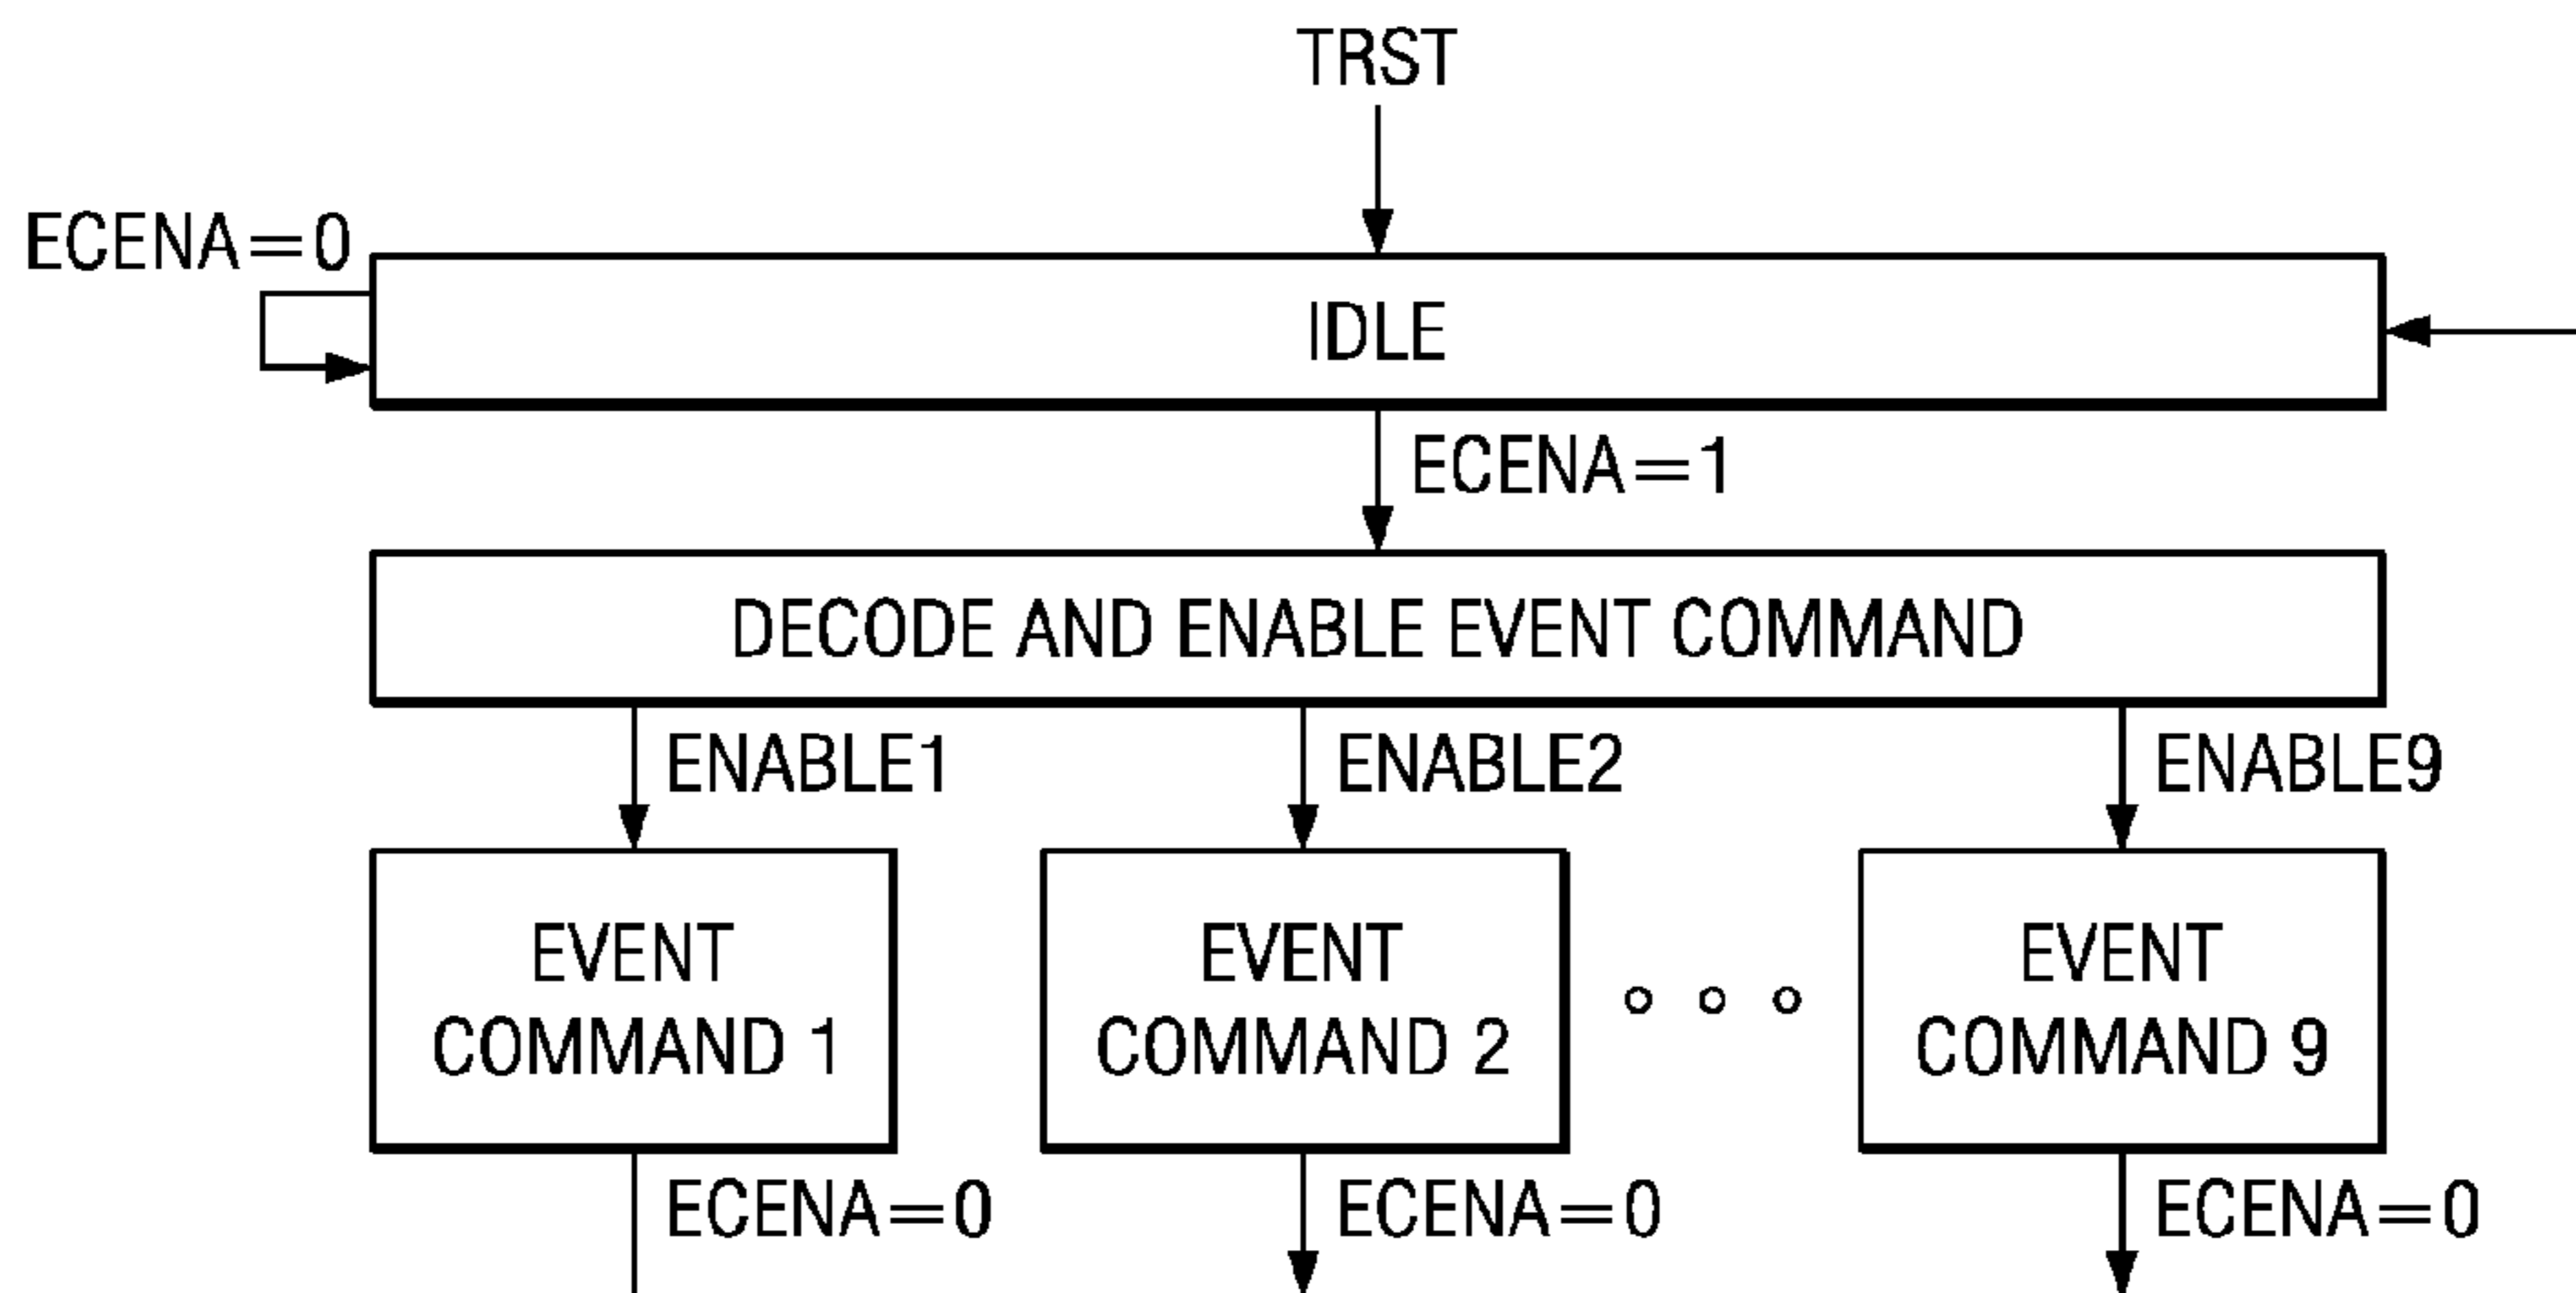 TRST
ECENA=0
IDLE
ECENA=1
DECODE AND ENABLE EVENT COMMAND
ENABLE1
ENABLE2
ENABLE9
EVENT
COMMAND 1
EVENT
COMMAND 2
EVENT
COMMAND 9
ECENA=0
ECENA=0
ECENA=0